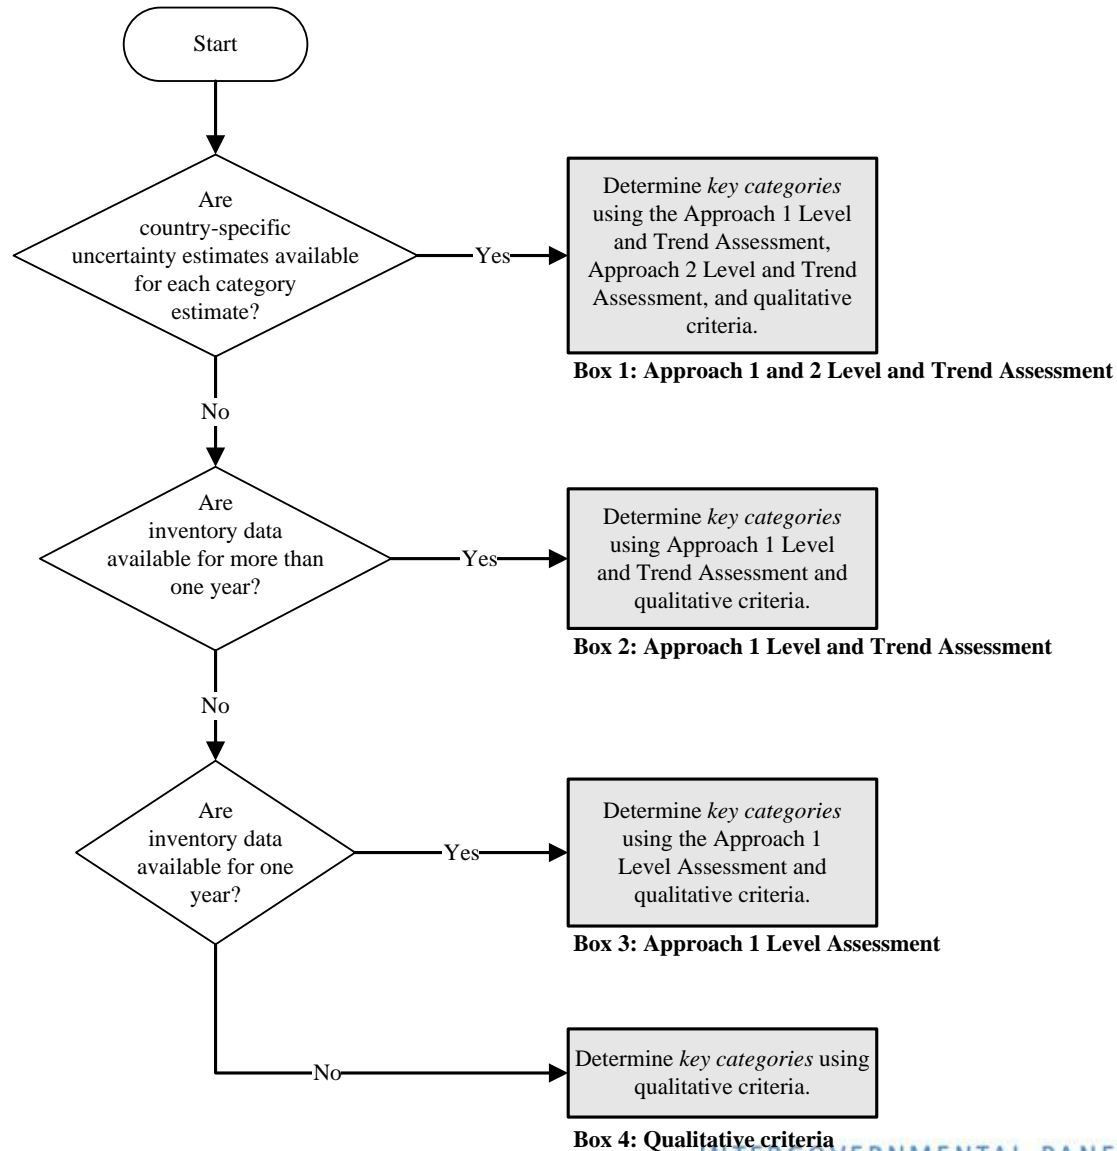 Start
Are
country-specific
uncertainty estimates available
for each category
estimate?
Yes
Determine key categories
using the Approach 1 Level
and Trend Assessment,
Approach 2 Level and Trend
Assessment, and qualitative
criteria.
Box 1: Approach 1 and 2 Level and Trend Assessment
No
Are
inventory data
available for more than
one year?
Yes
Determine key categories
using Approach 1 Level
and Trend Assessment and
qualitative criteria.
Box 2: Approach 1 Level and Trend Assessment
No
Are
inventory data
available for one
year?
Yes
Determine key categories
using the Approach 1
Level Assessment and
qualitative criteria.
Box 3: Approach 1 Level Assessment
No
Determine key categories using
qualitative criteria.
Box 4: Qualitative criteria
INTERGOVERNMENTAL PANE